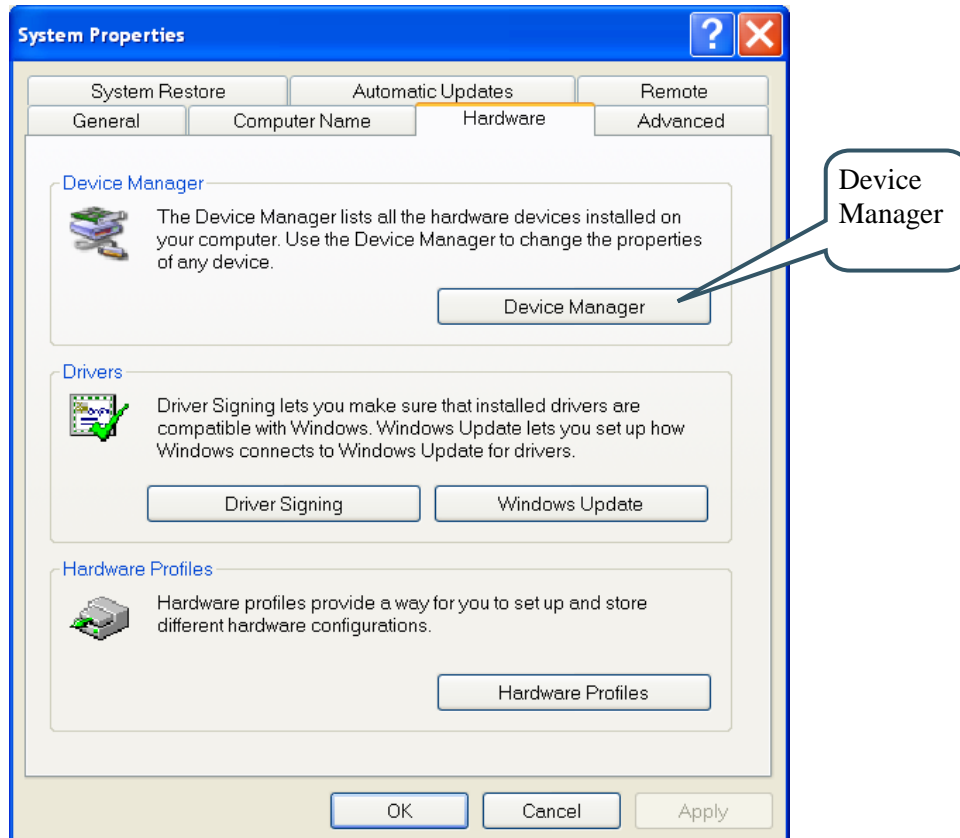 System Properties
System Restore
Automatic Updates
Remote
General
Computer Name
Hardware
Advanced
Device Manager
The Device Manager lists all the hardware devices installed on
your computer. Use the Device Manager to change the properties
of any device.
Device Manager
Device
Manager
Drivers
Driver Signing lets you make sure that installed drivers are
compatible with Windows. Windows Update lets you set up how
Windows connects to Windows Update for drivers.
Driver Signing
Windows Update
Hardware Profiles
Hardware profiles provide a way for you to set up and store
different hardware configurations.
Hardware Profiles
OK
Cancel
Apply